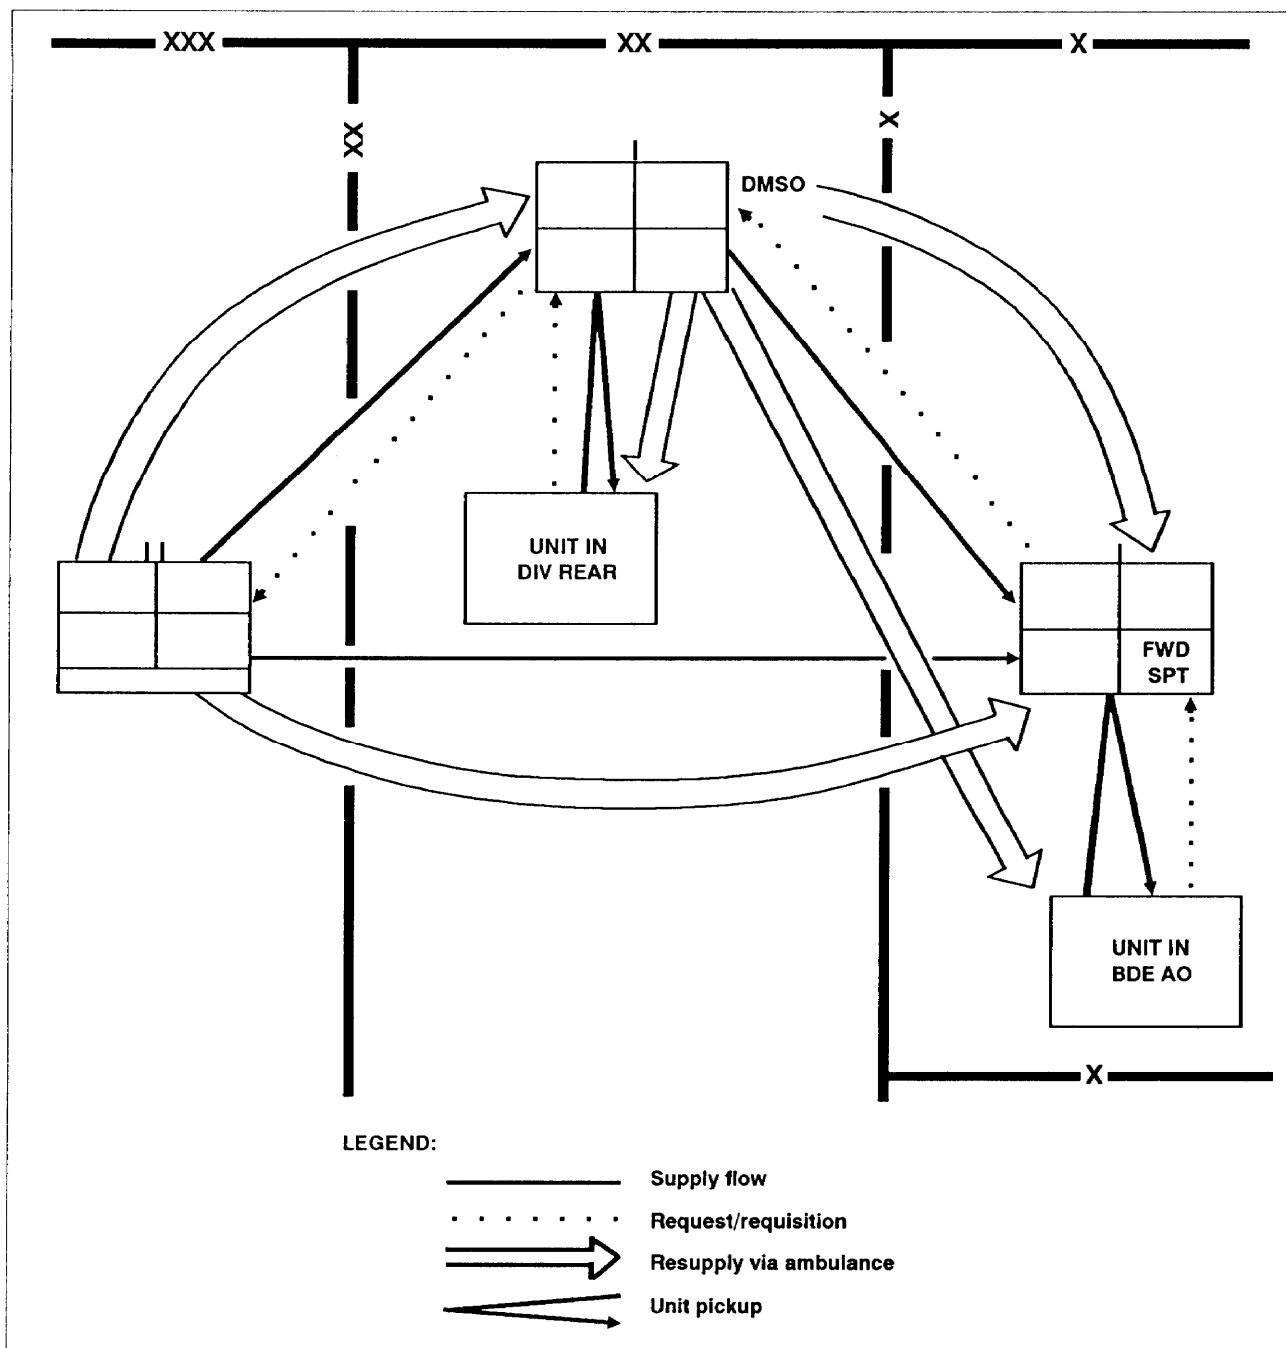 XXX
XX
X
XX
X
DMSO
UNIT IN
DIV REAR
FWD
SPT
UNIT IN
BDE AO
X
LEGEND:
Supply flow
Request/requisition
Resupply via ambulance
Unit pickup